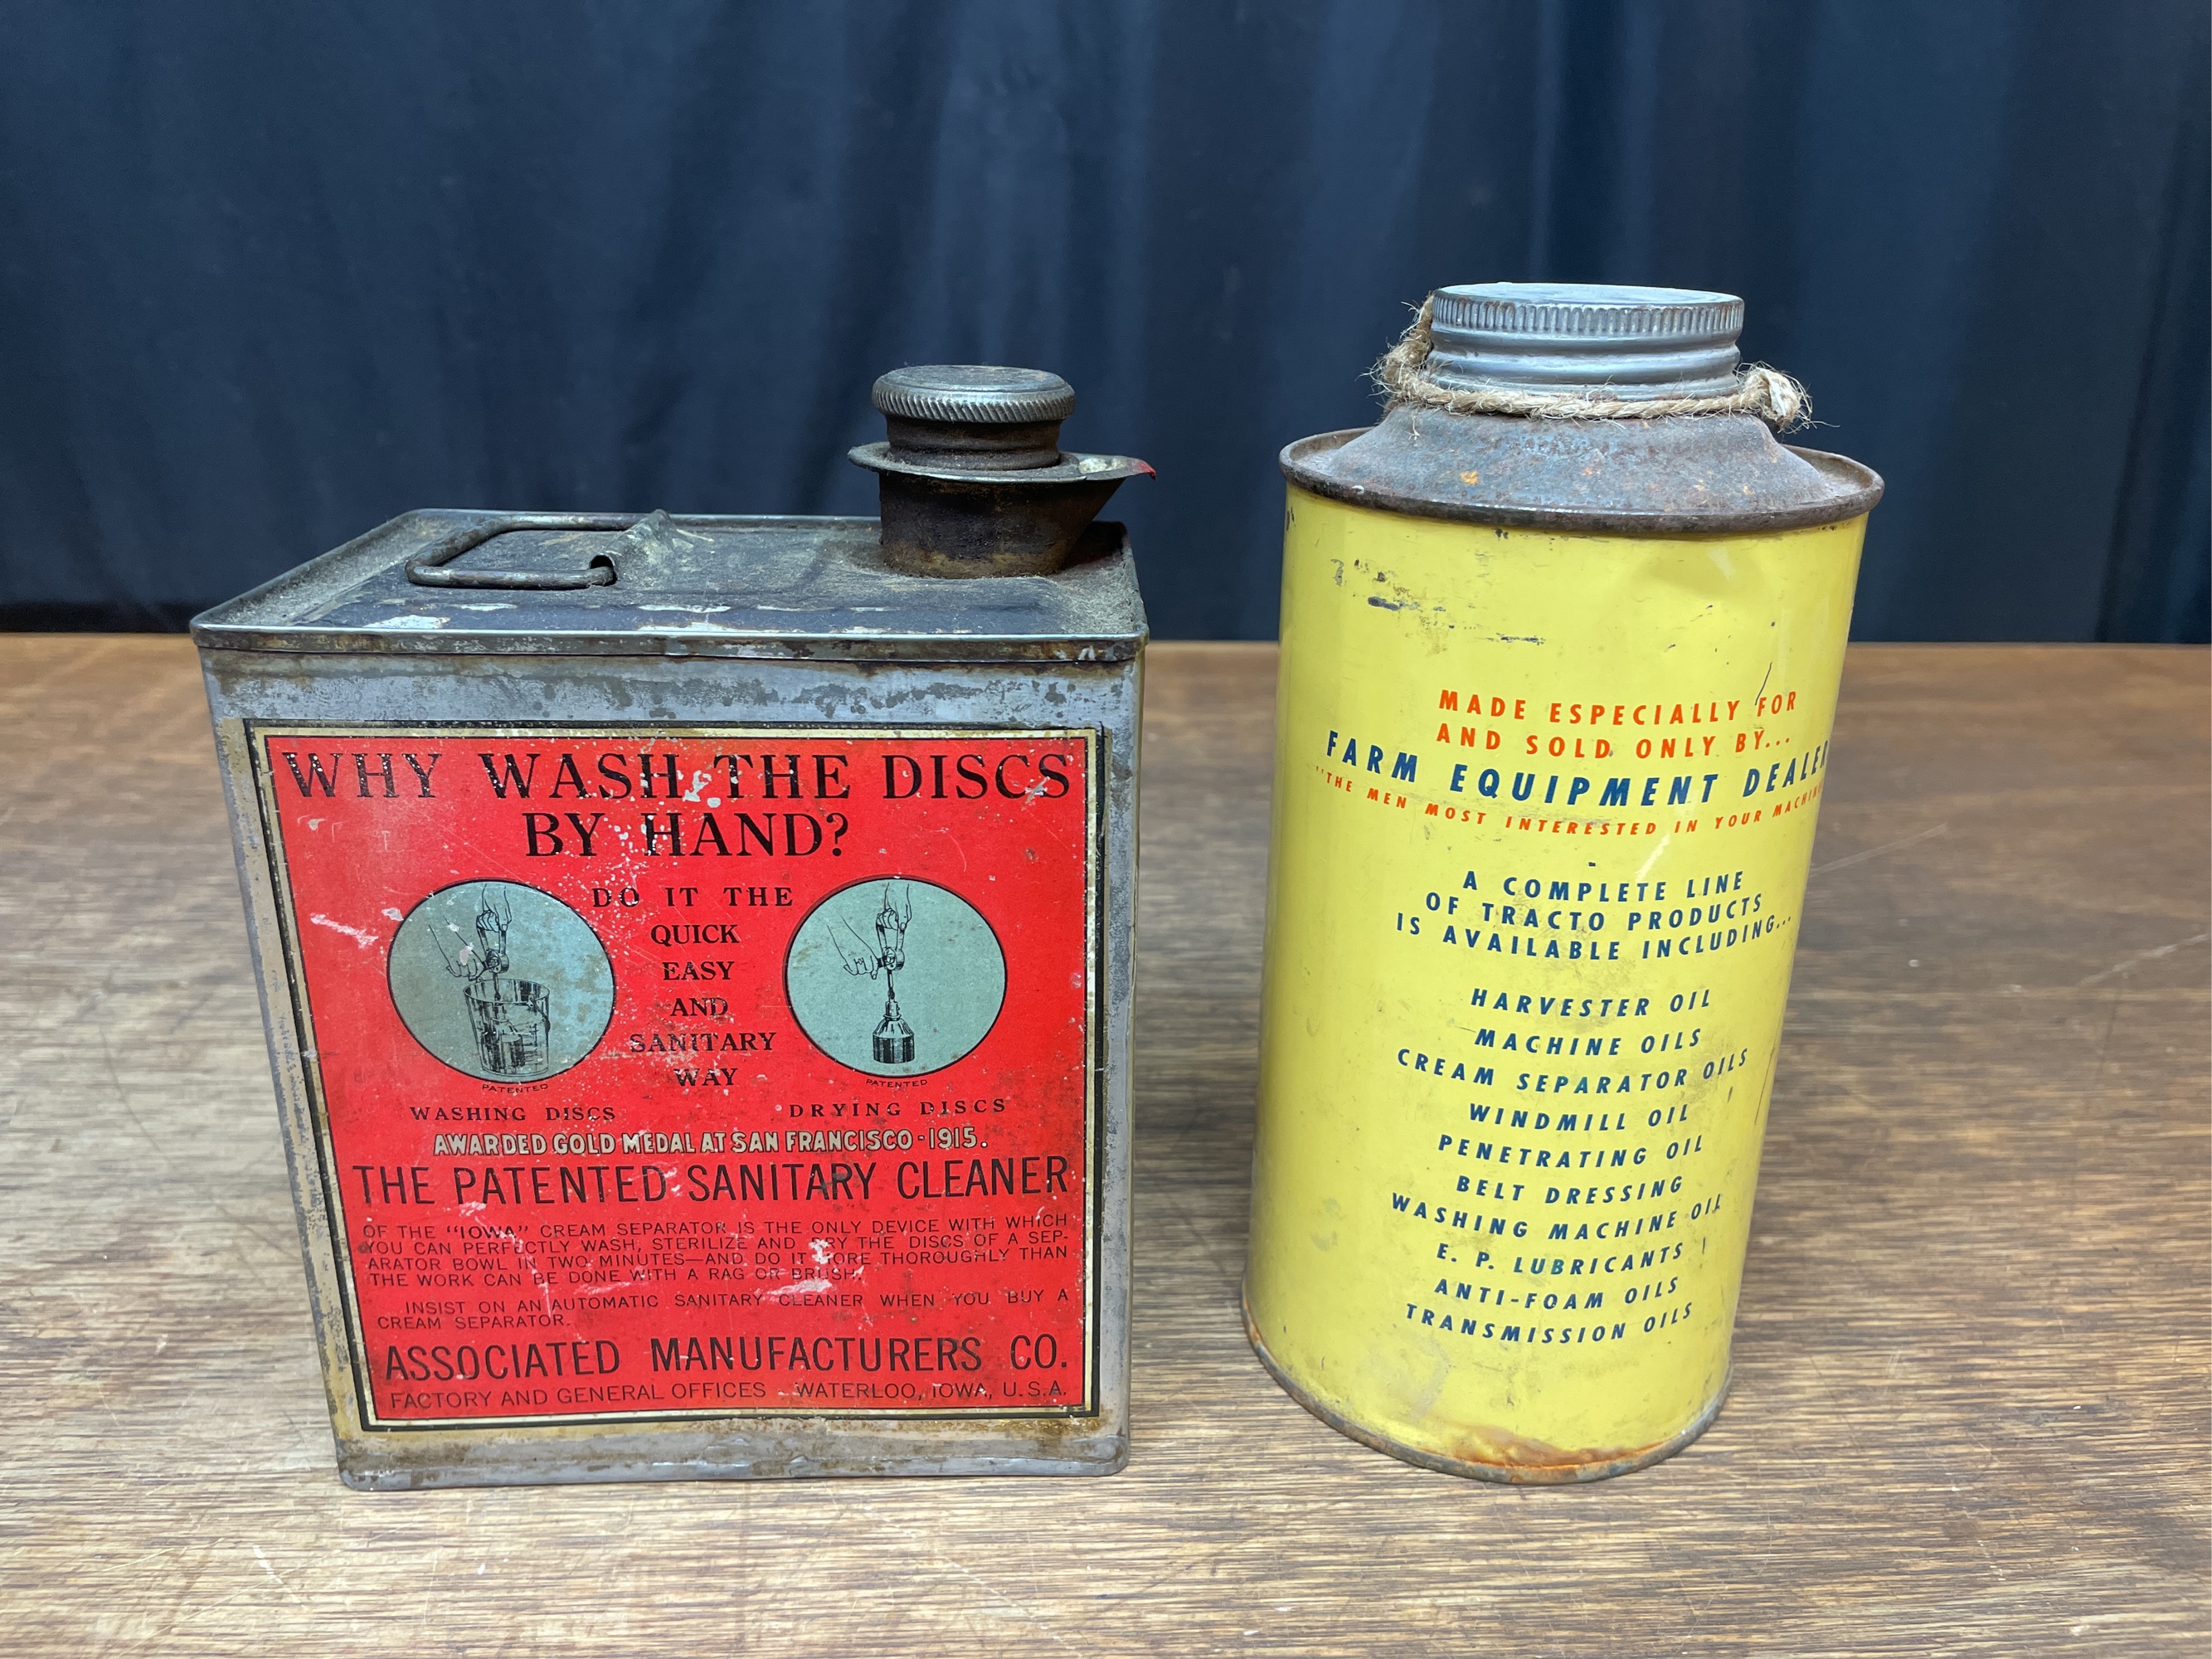 WHY WASH THE DISCS
BY HAND?
DO IT THE
QUICK
EASY
AND
SANITARY
WAY
PATENTED
PATENTED
WASHING DISCS
DRYING DISCS
AWARDED GOLD MEDAL AT SAN FRANCISCO - 1915.
THE PATENTED SANITARY CLEANER
OF THE "IOWA" CREAM SEPARATOR IS THE ONLY DEVICE WITH WHICH
YOU CAN PERFECTLY WASH, STERILIZE AND DRY THE DISCS OF A SEP-
ARATOR BOWL IN TWO MINUTES—AND DO IT MORE THOROUGHLY THAN
THE WORK CAN BE DONE WITH A RAG OR BRUSH.
INSIST ON AN AUTOMATIC SANITARY CLEANER WHEN YOU BUY A
CREAM SEPARATOR.
ASSOCIATED MANUFACTURERS CO.
FACTORY AND GENERAL OFFICES - WATERLOO, IOWA, U.S.A.
MADE ESPECIALLY FOR
AND SOLD ONLY BY...
FARM EQUIPMENT DEALER
"THE MEN MOST INTERESTED IN YOUR
A COMPLETE LINE
OF TRACTO PRODUCTS
IS AVAILABLE INCLUDING...
HARVESTER OIL
MACHINE OILS
CREAM SEPARATOR OILS
WINDMILL OIL
PENETRATING OIL
BELT DRESSING
WASHING MACHINE OIL
E. P. LUBRICANTS
ANTI-FOAM OILS
TRANSMISSION OILS